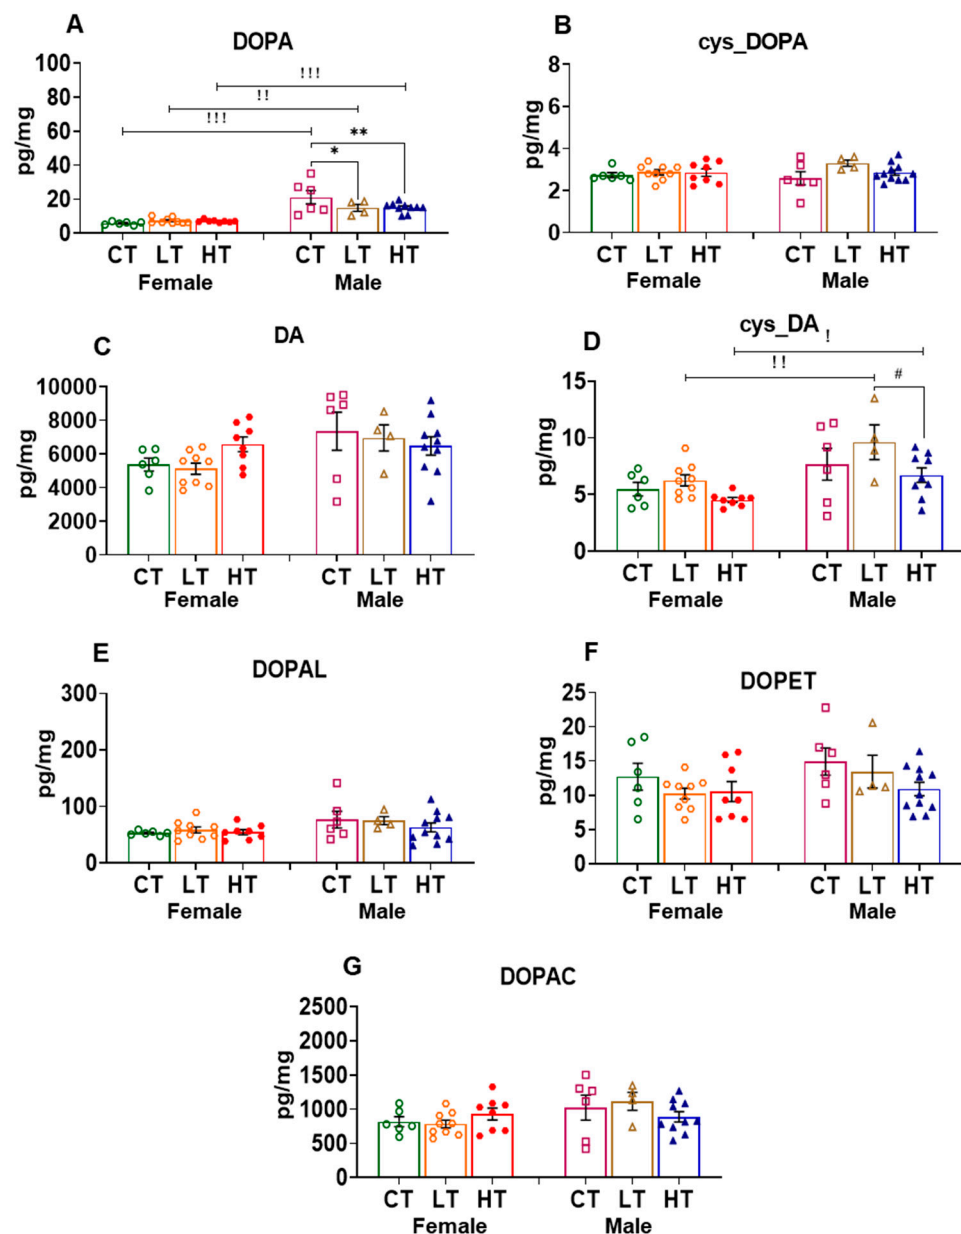 A
DOPA
pg/mg
100
80
60
40
20
0
!!!
!!
!!!
**
*
CT LT HT CT LT HT
Female Male
B
cys_DOPA
pg/mg
8
6
4
2
0
CT LT HT CT LT HT
Female Male
C
DA
pg/mg
10000
8000
6000
4000
2000
0
CT LT HT CT LT HT
Female Male
D
cys_DA
pg/mg
!
!!
#
15
10
5
0
CT LT HT CT LT HT
Female Male
E
DOPAL
pg/mg
300
200
100
0
CT LT HT CT LT HT
Female Male
F
DOPET
pg/mg
25
20
15
10
5
0
CT LT HT CT LT HT
Female Male
G
DOPAC
pg/mg
2500
2000
1500
1000
500
0
CT LT HT CT LT HT
Female Male